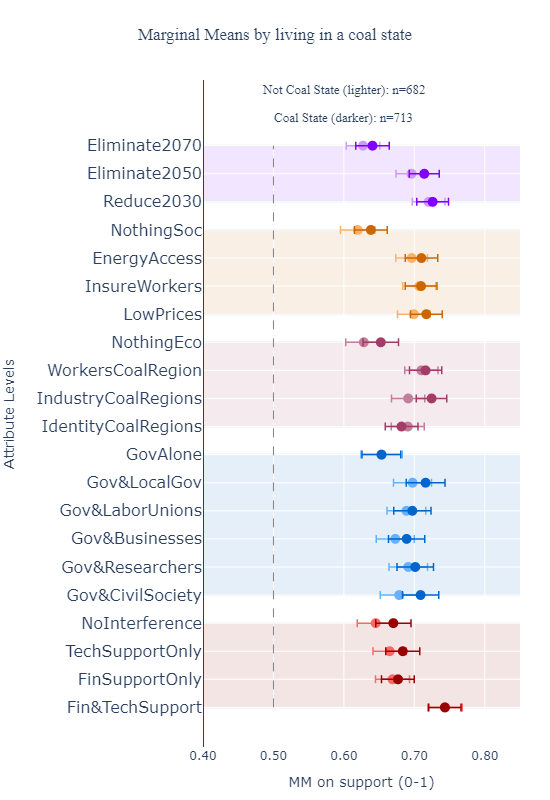 Marginal Means by living in a coal state
Not Coal State (lighter): n=682
Coal State (darker): n=713
Eliminate2070
Eliminate2050
Reduce2030
NothingSoc
EnergyAccess
InsureWorkers
LowPrices
NothingEco
WorkersCoalRegion
IndustryCoalRegions
IdentityCoalRegions
GovAlone
Gov&LocalGov
Gov&LaborUnions
Gov&Businesses
Gov&Researchers
Gov&CivilSociety
NoInterference
TechSupportOnly
FinSupportOnly
Fin&TechSupport
Attribute Levels
0.40 0.50 0.60 0.70 0.80
MM on support (0-1)